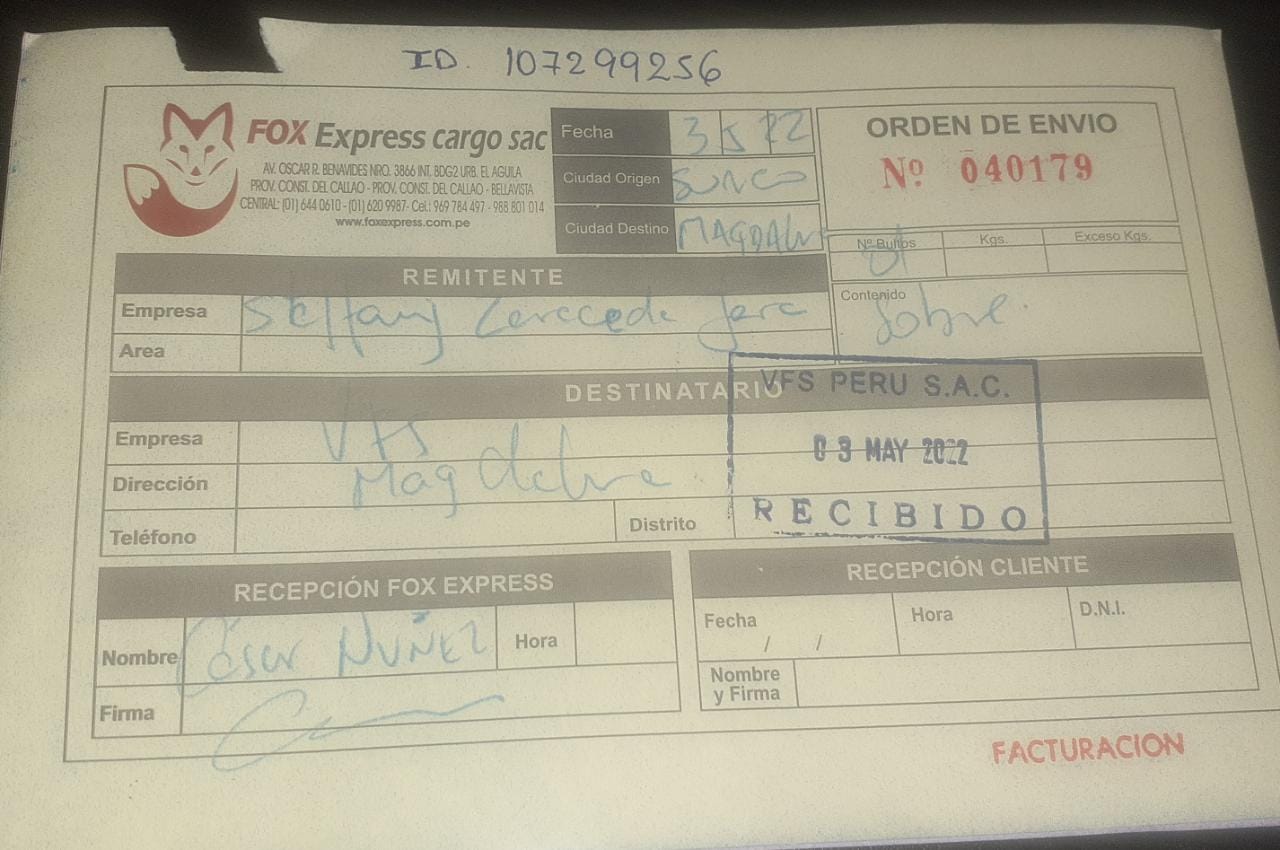 ID. 107299256
FOX Express cargo sac
AV. OSCAR R. BENAVIDES NRO. 3866 INT. BDG2 URB. EL AGUILA
PROV. CONST. DEL CALLAO - PROV. CONST. DEL CALLAO - BELLAVISTA
CENTRAL: (01) 644 0610 - (01) 620 9987- Cel.: 969 784 497 - 988 801 014
www.foxexpress.com.pe
Fecha 3 5 22
Ciudad Origen SURCO
Ciudad Destino
ORDEN DE ENVIO
Nº 040179
Nº Bultos 01 Kgs. Exceso Kgs.
Contenido Sobre.
REMITENTE
Empresa
Area
DESTINATARIO
Empresa VFS
Dirección
Teléfono Distrito
VFS PERU S.A.C.
03 MAY 2022
RECIBIDO
RECEPCIÓN FOX EXPRESS
Nombre César NUÑEZ Hora
Firma
RECEPCIÓN CLIENTE
Fecha / / Hora D.N.I.
Nombre
y Firma
FACTURACION